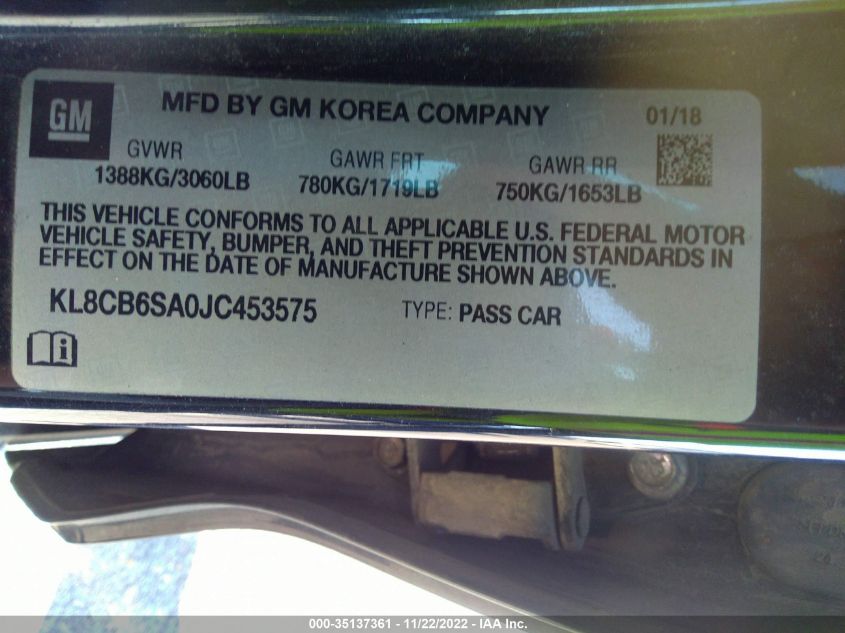 GM
MFD BY GM KOREA COMPANY 01/18
GVWR GAWR FRT GAWR RR
1388KG/3060LB 780KG/1719LB 750KG/1653LB
THIS VEHICLE CONFORMS TO ALL APPLICABLE U.S. FEDERAL MOTOR
VEHICLE SAFETY, BUMPER, AND THEFT PREVENTION STANDARDS IN
EFFECT ON THE DATE OF MANUFACTURE SHOWN ABOVE.
KL8CB6SA0JC453575 TYPE: PASS CAR
000-35137361 - 11/22/2022 - IAA Inc.